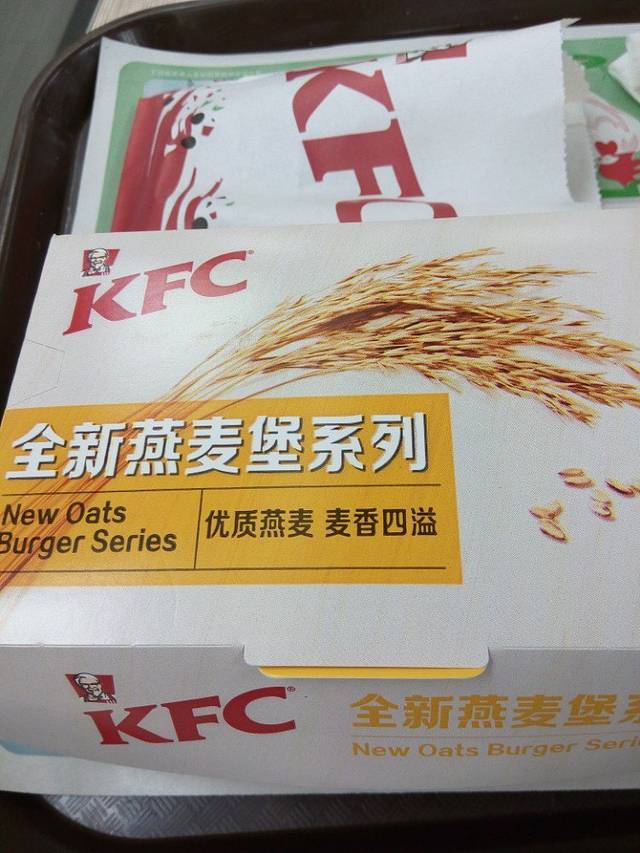 KFC
KFC
全新燕麦堡系列
New Oats
Burger Series
优质燕麦 麦香四溢
KFC
全新燕麦堡
New Oats Burger